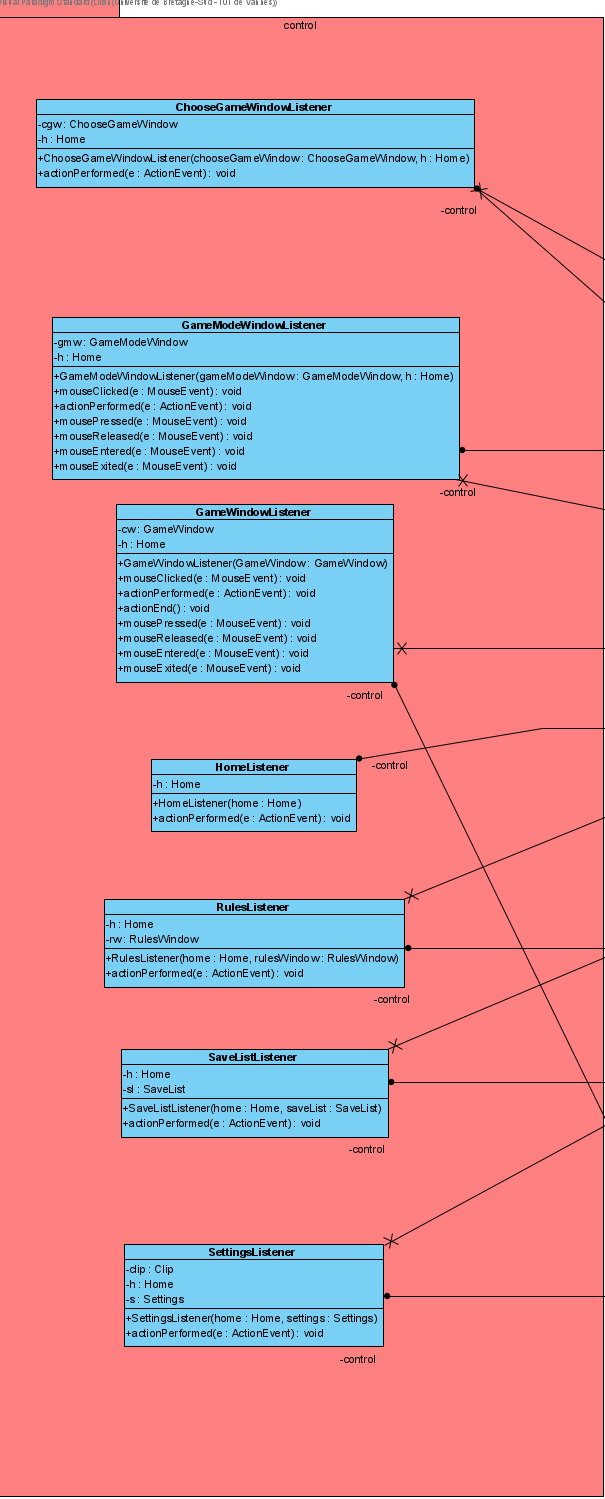 Visual Paradigm Standard(Lilian(Université de Bretagne-Sud - IUT de Vannes))
control
ChooseGameWindowListener
-cgw : ChooseGameWindow
-h : Home
+ChooseGameWindowListener(chooseGameWindow : ChooseGameWindow, h : Home)
+actionPerformed(e : ActionEvent) : void
-control
GameModeWindowListener
-gmw : GameModeWindow
-h : Home
+GameModeWindowListener(gameModeWindow : GameModeWindow, h : Home)
+mouseClicked(e : MouseEvent) : void
+actionPerformed(e : ActionEvent) : void
+mousePressed(e : MouseEvent) : void
+mouseReleased(e : MouseEvent) : void
+mouseEntered(e : MouseEvent) : void
+mouseExited(e : MouseEvent) : void
-control
GameWindowListener
-cw : GameWindow
-h : Home
+GameWindowListener(GameWindow : GameWindow)
+mouseClicked(e : MouseEvent) : void
+actionPerformed(e : ActionEvent) : void
+actionEnd() : void
+mousePressed(e : MouseEvent) : void
+mouseReleased(e : MouseEvent) : void
+mouseEntered(e : MouseEvent) : void
+mouseExited(e : MouseEvent) : void
-control
-control
HomeListener
-h : Home
+HomeListener(home : Home)
+actionPerformed(e : ActionEvent) : void
RulesListener
-h : Home
-rw : RulesWindow
+RulesListener(home : Home, rulesWindow : RulesWindow)
+actionPerformed(e : ActionEvent) : void
-control
SaveListListener
-h : Home
-sl : SaveList
+SaveListListener(home : Home, saveList : SaveList)
+actionPerformed(e : ActionEvent) : void
-control
SettingsListener
-clip : Clip
-h : Home
-s : Settings
+SettingsListener(home : Home, settings : Settings)
+actionPerformed(e : ActionEvent) : void
-control